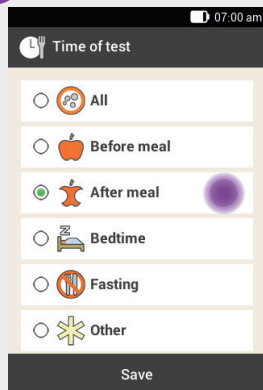 07:00 am
Time of test
All
Before meal
After meal
Bedtime
Fasting
Other
Save